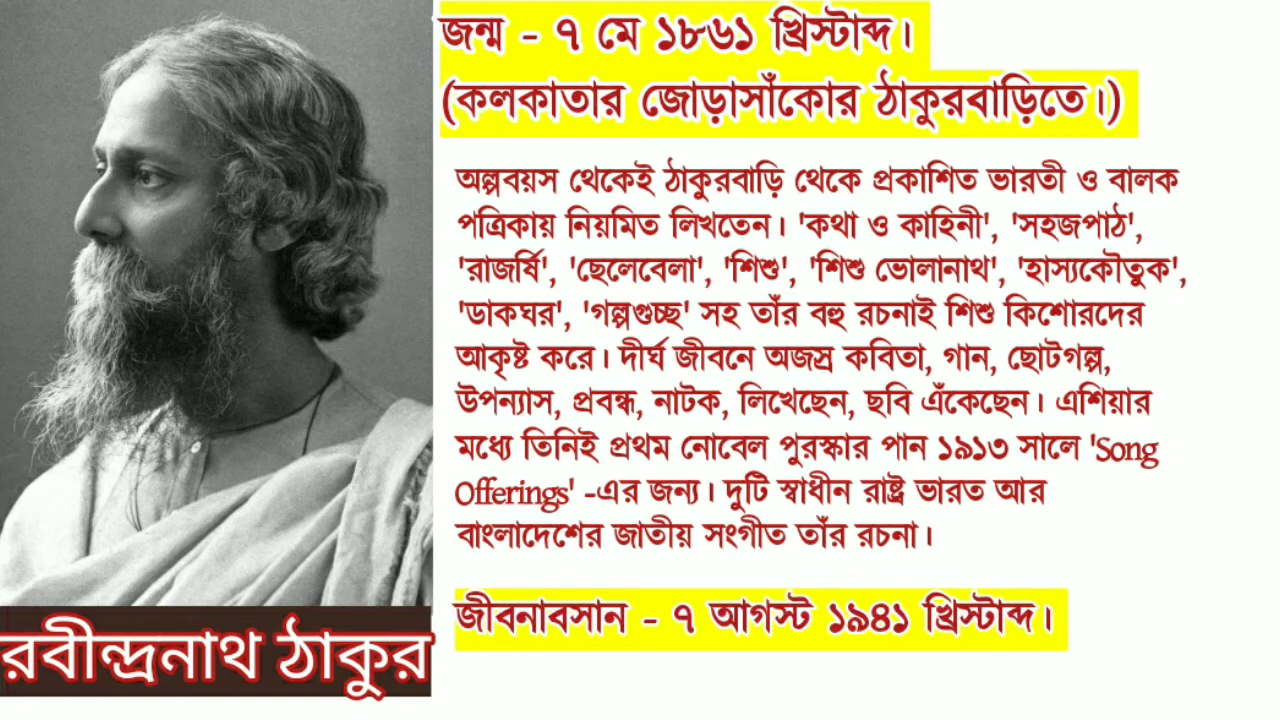 জন্ম - ৭ মে ১৮৬১ খ্রিস্টাব্দ।
(কলকাতার জোড়াসাঁকোর ঠাকুরবাড়িতে।)
অল্পবয়স থেকেই ঠাকুরবাড়ি থেকে প্রকাশিত ভারতী ও বালক
পত্রিকায় নিয়মিত লিখতেন। 'কথা ও কাহিনী', 'সহজপাঠ',
'রাজর্ষি', 'ছেলেবেলা', 'শিশু', 'শিশু ভোলানাথ', 'হাস্যকৌতুক',
'ডাকঘর', 'গল্পগুচ্ছ' সহ তাঁর বহু রচনাই শিশু কিশোরদের
আকৃষ্ট করে। দীর্ঘ জীবনে অজস্র কবিতা, গান, ছোটগল্প,
উপন্যাস, প্রবন্ধ, নাটক, লিখেছেন, ছবি এঁকেছেন। এশিয়ার
মধ্যে তিনিই প্রথম নোবেল পুরস্কার পান ১৯১৩ সালে 'Song
Offerings' -এর জন্য। দুটি স্বাধীন রাষ্ট্র ভারত আর
বাংলাদেশের জাতীয় সংগীত তাঁর রচনা।
জীবনাবসান - ৭ আগস্ট ১৯৪১ খ্রিস্টাব্দ।
রবীন্দ্রনাথ ঠাকুর